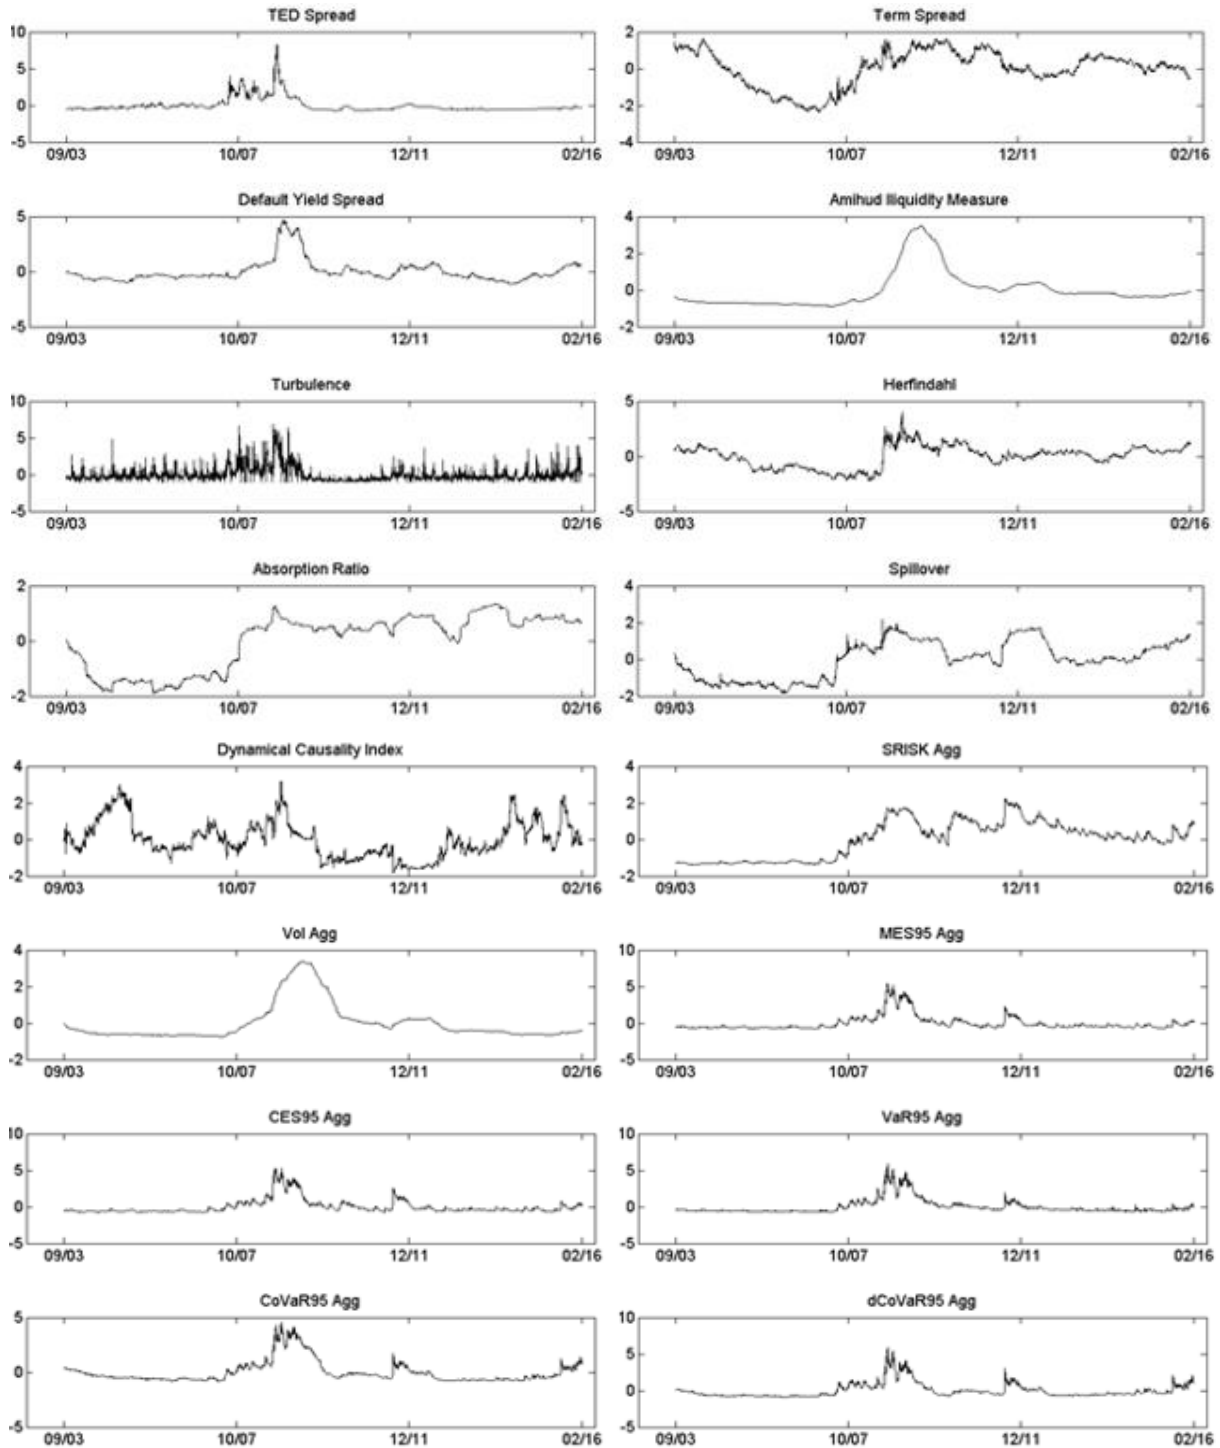 TED Spread
10
5
0
-5
09/03 10/07 12/11 02/16
Term Spread
2
0
-2
-4
09/03 10/07 12/11 02/16
Default Yield Spread
5
0
-5
09/03 10/07 12/11 02/16
Amihud Iliquidity Measure
4
2
0
-2
09/03 10/07 12/11 02/16
Turbulence
10
5
0
-5
09/03 10/07 12/11 02/16
Herfindahl
5
0
-5
09/03 10/07 12/11 02/16
Absorption Ratio
2
0
-2
09/03 10/07 12/11 02/16
Spillover
4
2
0
-2
09/03 10/07 12/11 02/16
Dynamical Causality Index
4
2
0
-2
09/03 10/07 12/11 02/16
SRISK Agg
4
2
0
-2
09/03 10/07 12/11 02/16
Vol Agg
4
2
0
-2
09/03 10/07 12/11 02/16
MES95 Agg
10
5
0
-5
09/03 10/07 12/11 02/16
CES95 Agg
10
5
0
-5
09/03 10/07 12/11 02/16
VaR95 Agg
10
5
0
-5
09/03 10/07 12/11 02/16
CoVaR95 Agg
5
0
-5
09/03 10/07 12/11 02/16
dCoVaR95 Agg
10
5
0
-5
09/03 10/07 12/11 02/16